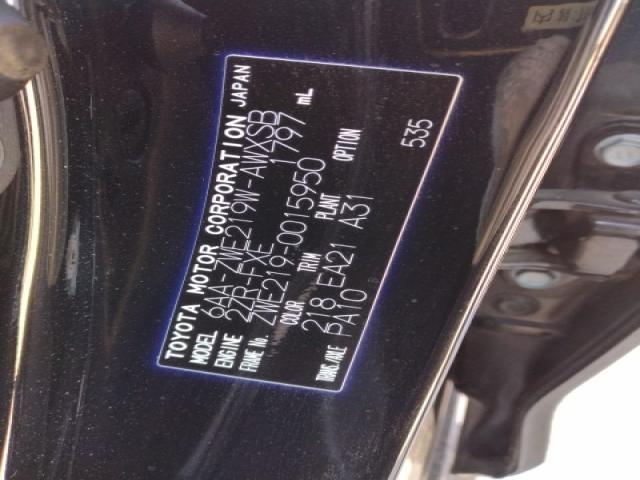 TOYOTA MOTOR CORPORATION JAPAN
MODEL 6AA-ZWE219W-AWXSB
ENGINE 2ZR-FXE 1797 mL
FRAME No. ZWE219-0015950
COLOR TRIM PLANT OPTION
218 EA21 A31
TRANS./AXLE PA10
535